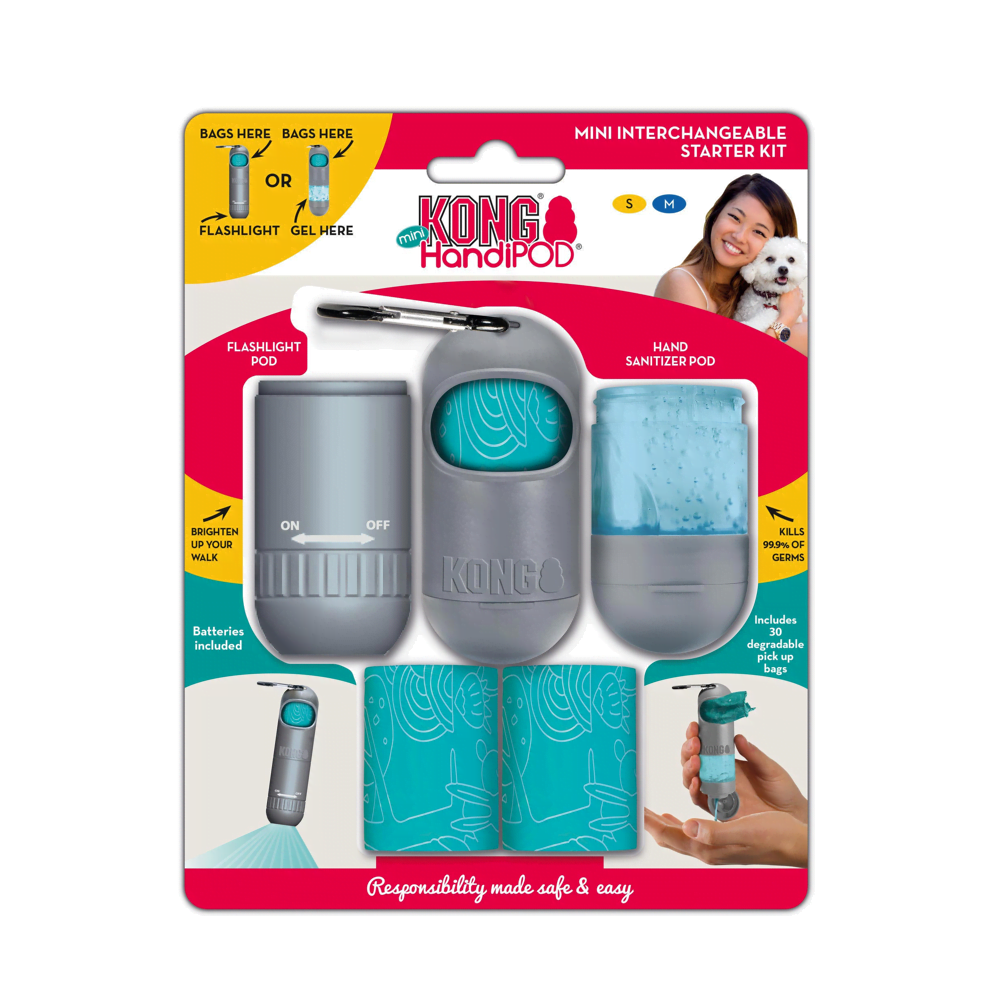 BAGS HERE
BAGS HERE
OR
FLASHLIGHT
GEL HERE
MINI INTERCHANGEABLE
STARTER KIT
S
M
mini
KONG®
HandiPOD®
FLASHLIGHT
POD
HAND
SANITIZER POD
ON
OFF
KONG
BRIGHTEN
UP YOUR
WALK
KILLS
99.9% OF
GERMS
Batteries
included
Includes
30
degradable
pick up
bags
KONG
KONG
Responsibility made safe & easy